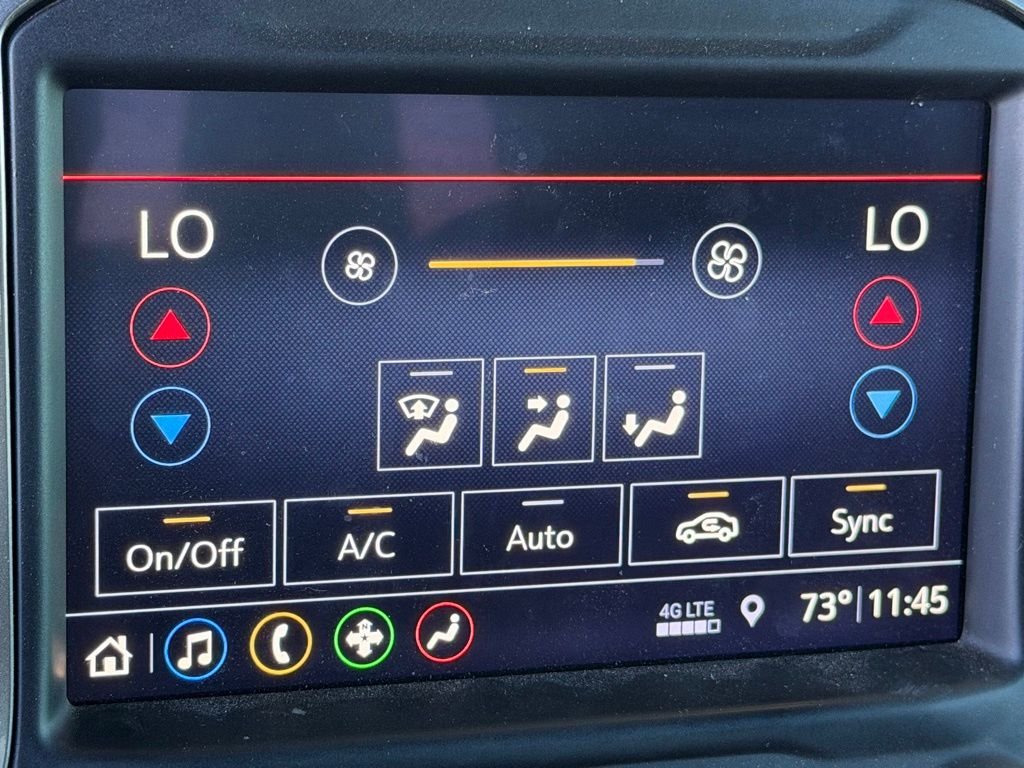 LO
LO
On/Off
A/C
Auto
Sync
N
4G LTE
73° 11:45